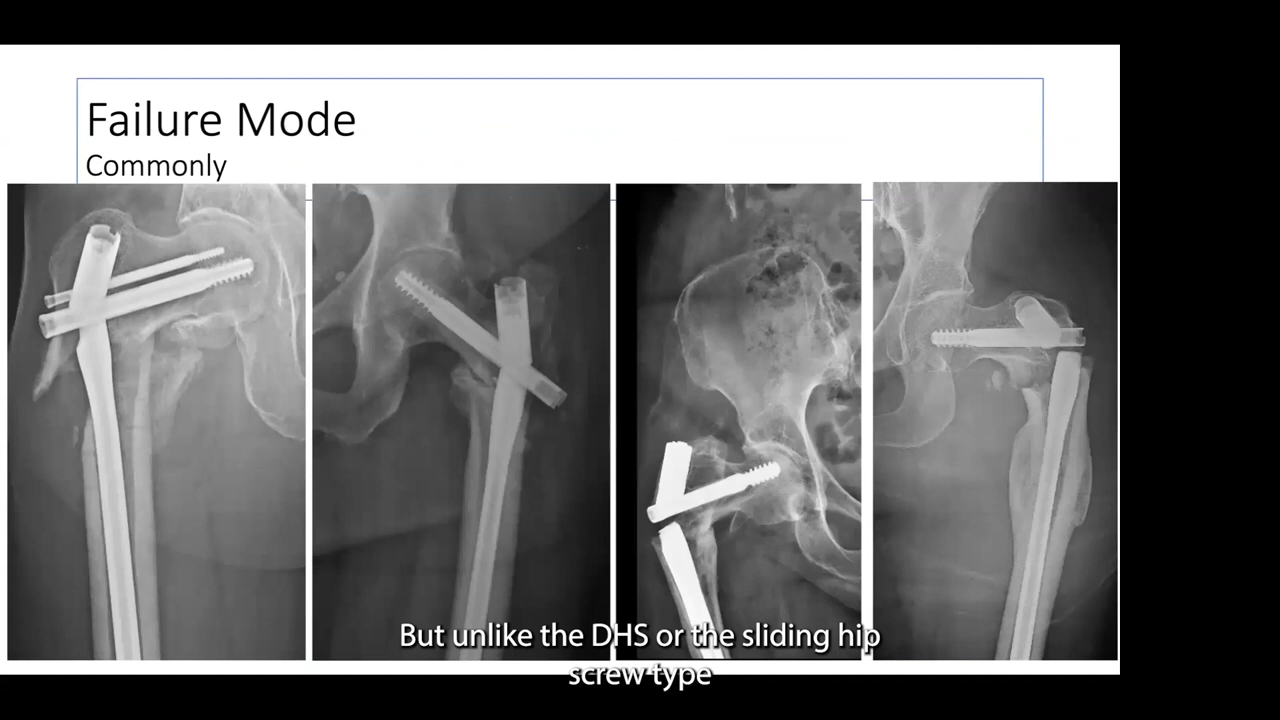 Failure Mode
Commonly
But unlike the DHS or the sliding hip
screw type